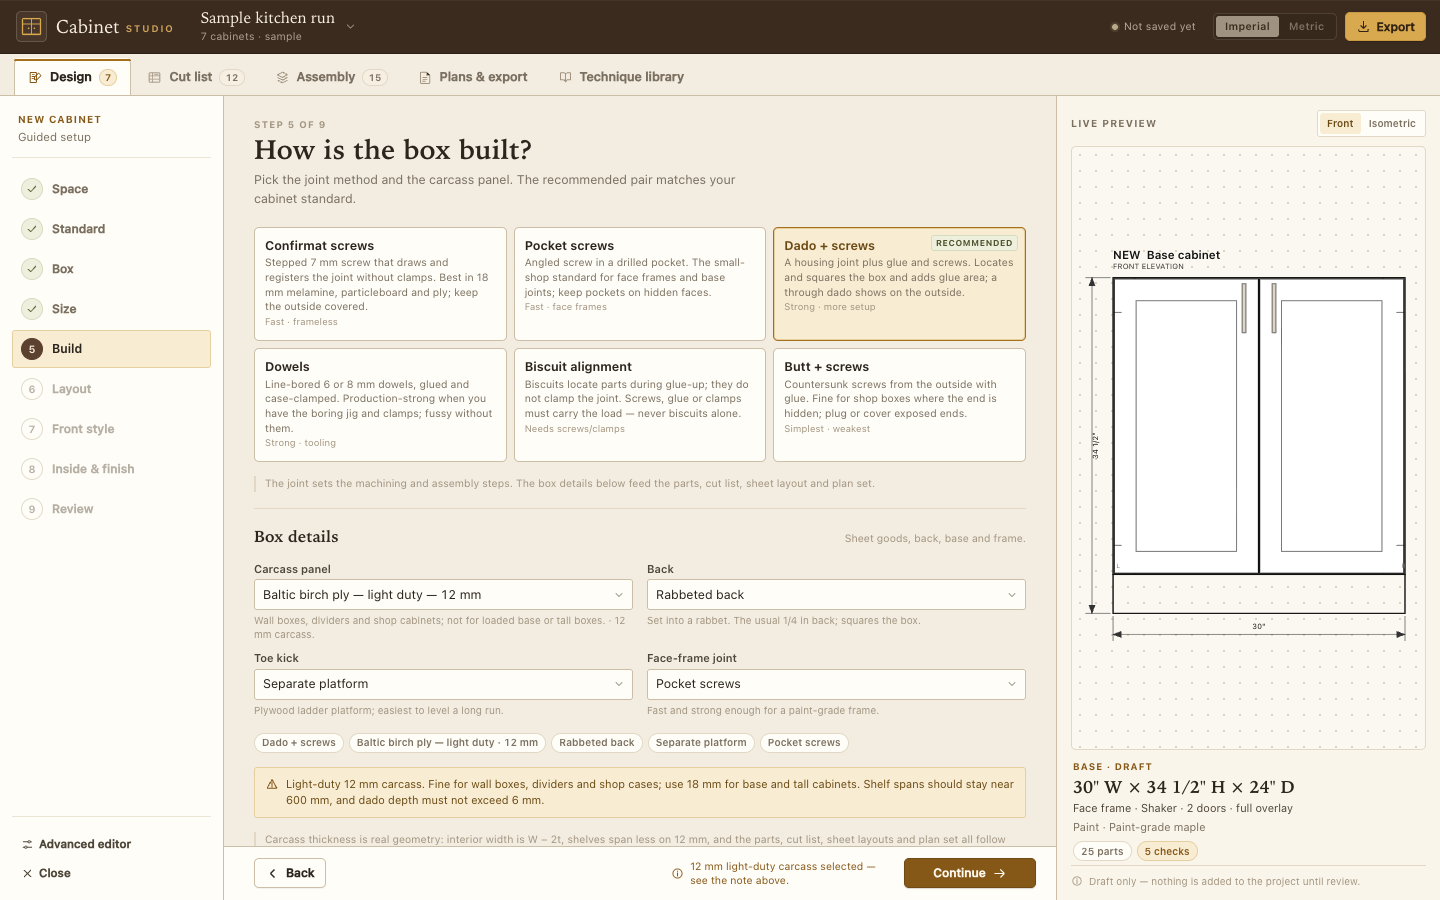 Cabinet STUDIO
Sample kitchen run
7 cabinets · sample
Not saved yet
Imperial
Metric
Export
Design 7
Cut list 12
Assembly 15
Plans & export
Technique library
NEW CABINET
Guided setup
Space
Standard
Box
Size
5 Build
6 Layout
7 Front style
8 Inside & finish
9 Review
Advanced editor
Close
STEP 5 OF 9
How is the box built?
Pick the joint method and the carcass panel. The recommended pair matches your
cabinet standard.
Confirmat screws
Stepped 7 mm screw that draws and
registers the joint without clamps. Best in 18
mm melamine, particleboard and ply; keep
the outside covered.
Fast · frameless
Pocket screws
Angled screw in a drilled pocket. The small-
shop standard for face frames and base
joints; keep pockets on hidden faces.
Fast · face frames
Dado + screws
RECOMMENDED
A housing joint plus glue and screws. Locates
and squares the box and adds glue area; a
through dado shows on the outside.
Strong · more setup
Dowels
Line-bored 6 or 8 mm dowels, glued and
case-clamped. Production-strong when you
have the boring jig and clamps; fussy without
them.
Strong · tooling
Biscuit alignment
Biscuits locate parts during glue-up; they do
not clamp the joint. Screws, glue or clamps
must carry the load — never biscuits alone.
Needs screws/clamps
Butt + screws
Countersunk screws from the outside with
glue. Fine for shop boxes where the end is
hidden; plug or cover exposed ends.
Simplest · weakest
The joint sets the machining and assembly steps. The box details below feed the parts, cut list, sheet layout and plan set.
Box details
Sheet goods, back, base and frame.
Carcass panel
Baltic birch ply — light duty — 12 mm
Wall boxes, dividers and shop cabinets; not for loaded base or tall boxes. · 12
mm carcass.
Back
Rabbeted back
Set into a rabbet. The usual 1/4 in back; squares the box.
Toe kick
Separate platform
Plywood ladder platform; easiest to level a long run.
Face-frame joint
Pocket screws
Fast and strong enough for a paint-grade frame.
Dado + screws
Baltic birch ply — light duty · 12 mm
Rabbeted back
Separate platform
Pocket screws
Light-duty 12 mm carcass. Fine for wall boxes, dividers and shop cases; use 18 mm for base and tall cabinets. Shelf spans should stay near
600 mm, and dado depth must not exceed 6 mm.
Carcass thickness is real geometry: interior width is W − 2t, shelves span less on 12 mm, and the parts, cut list, sheet layouts and plan set all follow
Back
12 mm light-duty carcass selected —
see the note above.
Continue
LIVE PREVIEW
Front
Isometric
NEW Base cabinet
FRONT ELEVATION
34 1/2"
30"
BASE · DRAFT
30" W × 34 1/2" H × 24" D
Face frame · Shaker · 2 doors · full overlay
Paint · Paint-grade maple
25 parts
5 checks
Draft only — nothing is added to the project until review.